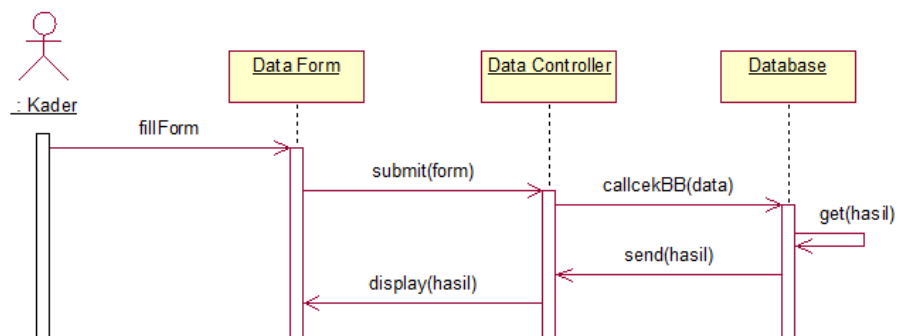 Data Form
Data Controller
Database
: Kader
fillForm
submit(form)
callcekBB(data)
get(hasil)
send(hasil)
display(hasil)